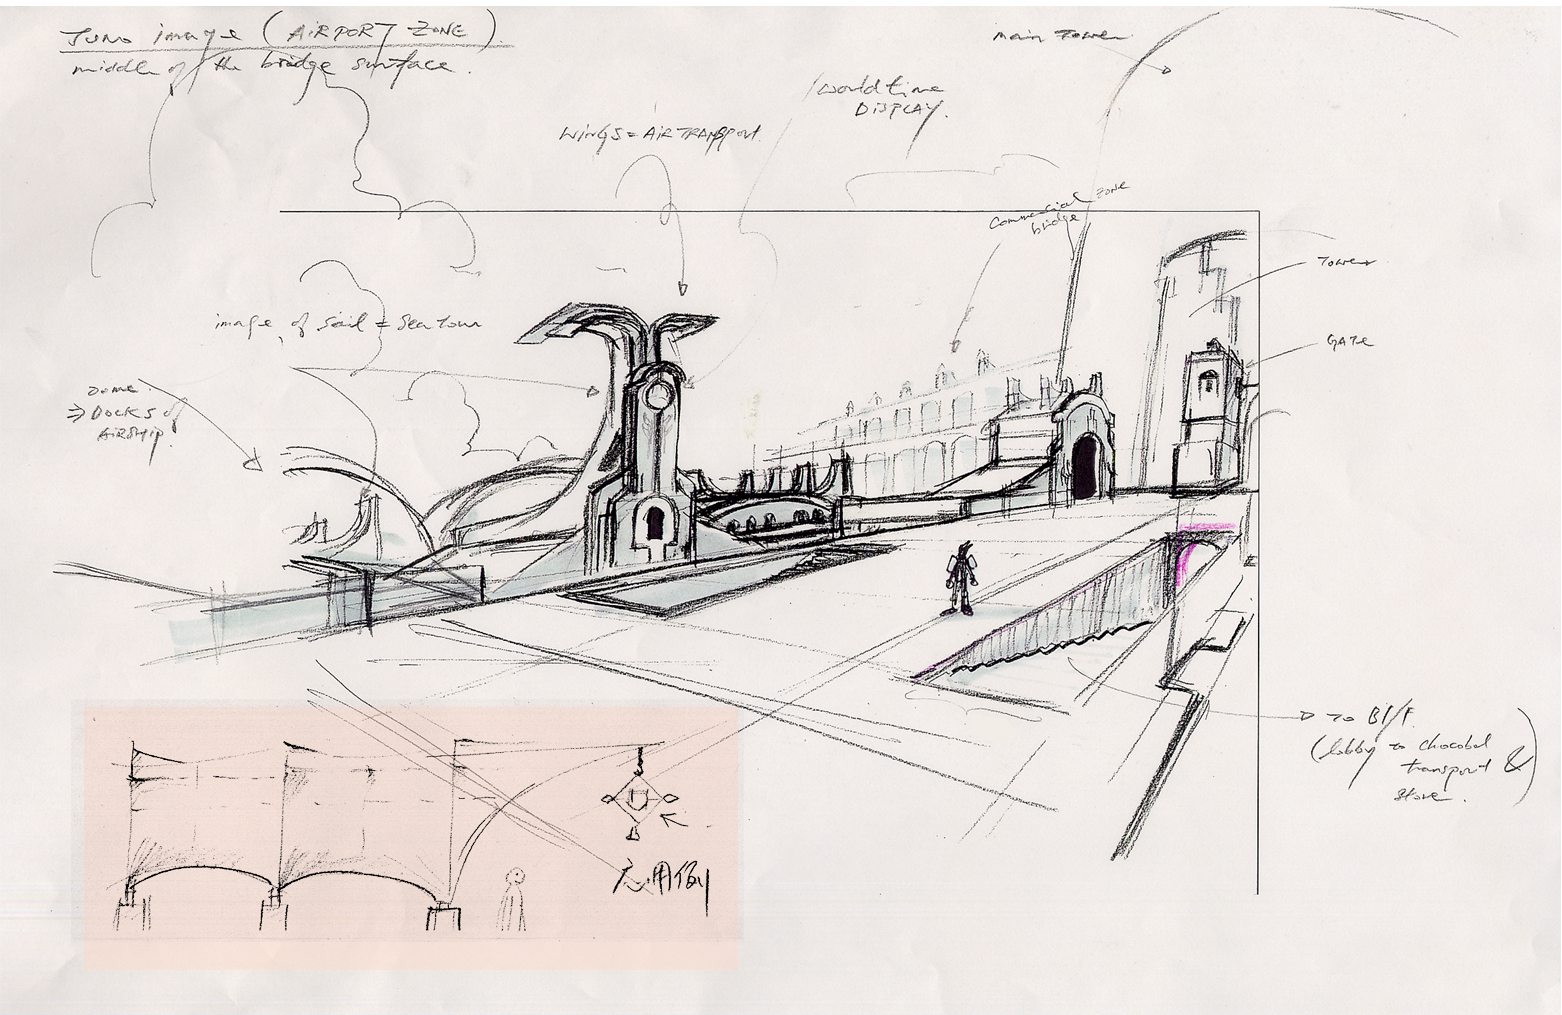 Juno image (AIRPORT ZONE)
middle of the bridge surface.
main Tower
world time
DISPLAY.
WINGS = AIR TRANSPORT
Commercial zone
bridge
Tower
image of Sail = Sea town
GATE
Dome.
⇒ DOCKS of
AIRSHIP!
To B1/F.
(lobby to chocobol
transport &
store.)
応用例